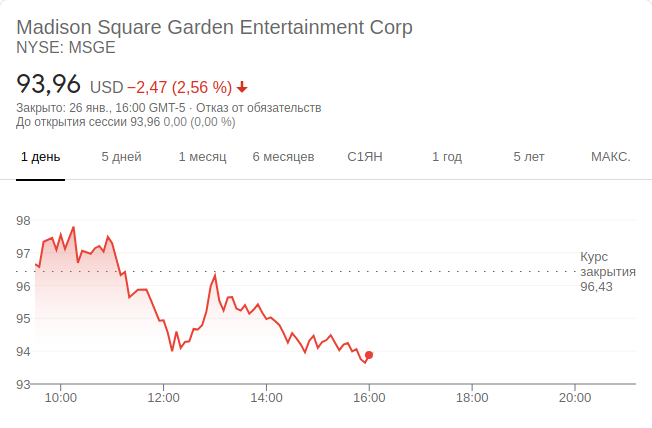 Madison Square Garden Entertainment Corp
NYSE: MSGE
93,96 USD −2,47 (2,56 %)
Закрыто: 26 янв., 16:00 GMT-5 · Отказ от обязательств
До открытия сессии 93,96 0,00 (0,00 %)
1 день 5 дней 1 месяц 6 месяцев С1ЯН 1 год 5 лет МАКС.
98
97
96
95
94
93
Курс
закрытия
96,43
10:00 12:00 14:00 16:00 18:00 20:00